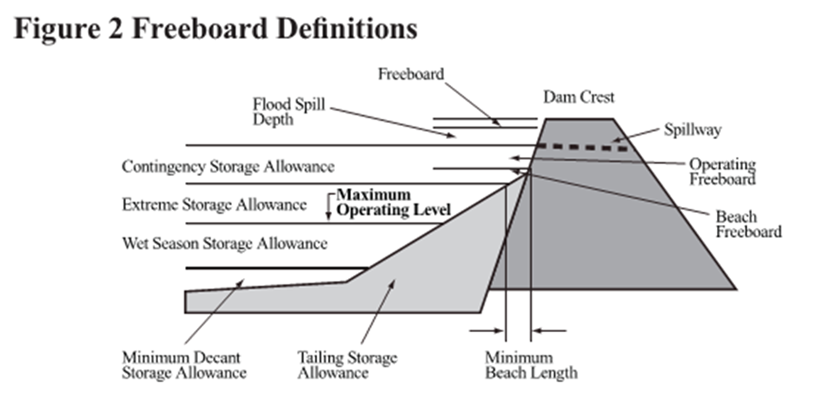 Figure 2 Freeboard Definitions
Freeboard
Dam Crest
Flood Spill
Depth
Spillway
Contingency Storage Allowance
Operating
Freeboard
Extreme Storage Allowance
Maximum
Operating Level
Beach
Freeboard
Wet Season Storage Allowance
Minimum Decant
Storage Allowance
Tailing Storage
Allowance
Minimum
Beach Length